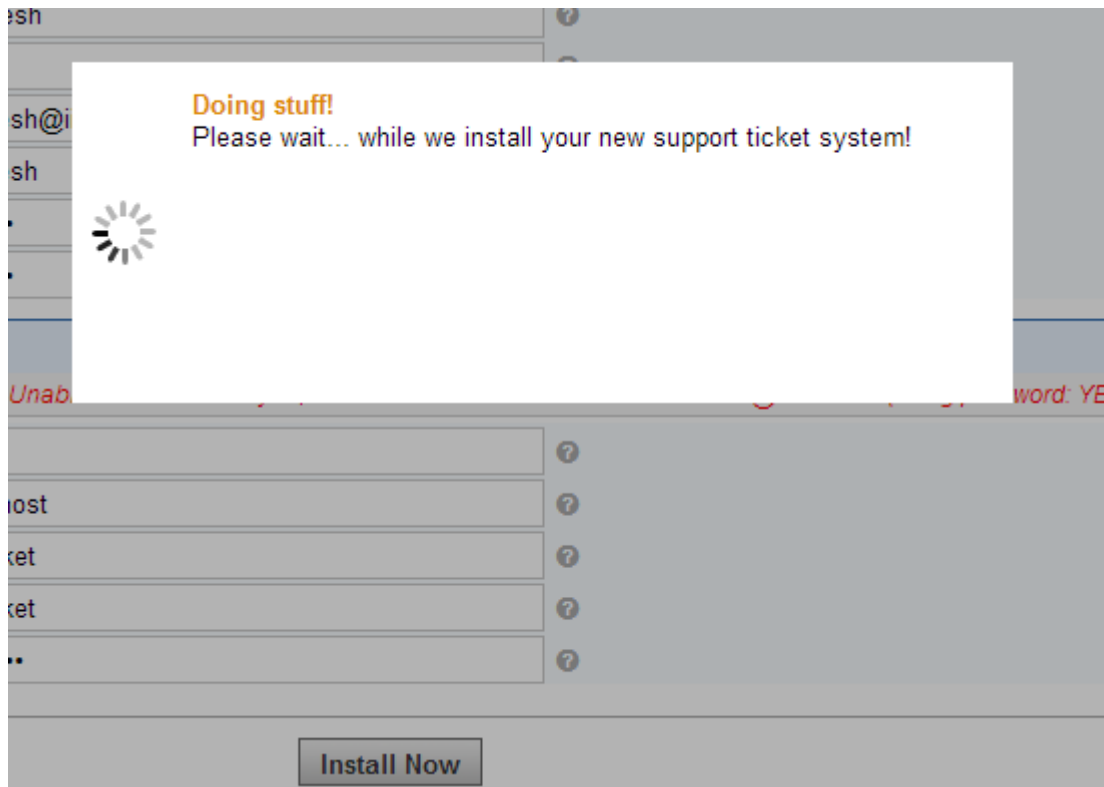 esh
Doing stuff!
Please wait... while we install your new support ticket system!
sh@i
sh
Unab
word: YE
host
ket
ket
Install Now